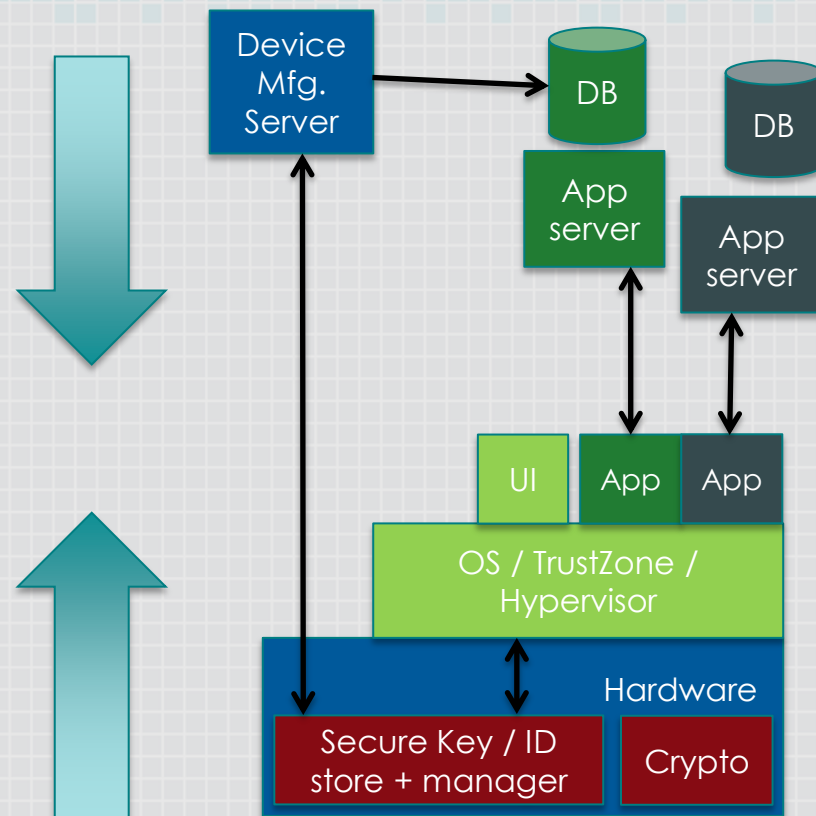 Device
Mfg.
Server
DB
DB
App
server
App
server
UI
App
App
OS / TrustZone /
Hypervisor
Hardware
Secure Key / ID
store + manager
Crypto